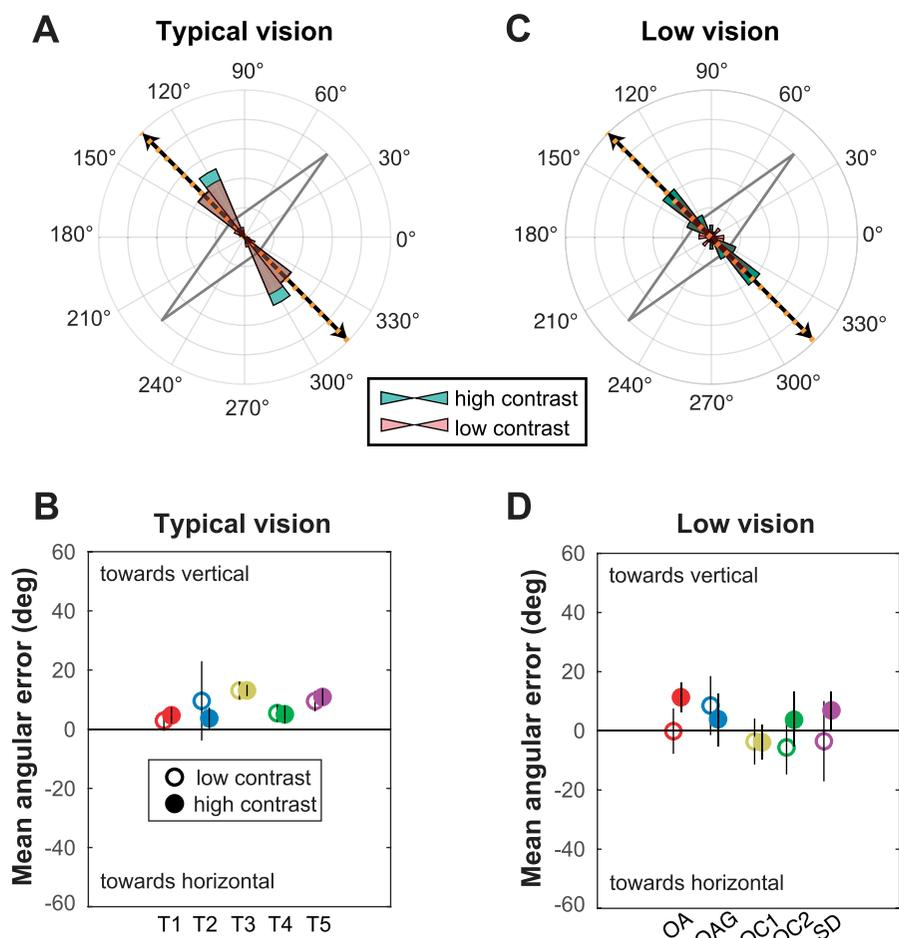 A
Typical vision
90°
120°
60°
150°
30°
180°
0°
210°
330°
240°
300°
270°
C
Low vision
90°
120°
60°
150°
30°
180°
0°
210°
330°
240°
300°
270°
high contrast
low contrast
B
Typical vision
Mean angular error (deg)
60
40
20
0
-20
-40
-60
towards vertical
low contrast
high contrast
towards horizontal
T1 T2 T3 T4 T5
D
Low vision
Mean angular error (deg)
60
40
20
0
-20
-40
-60
towards vertical
towards horizontal
OA OAG OC1 OC2 SD